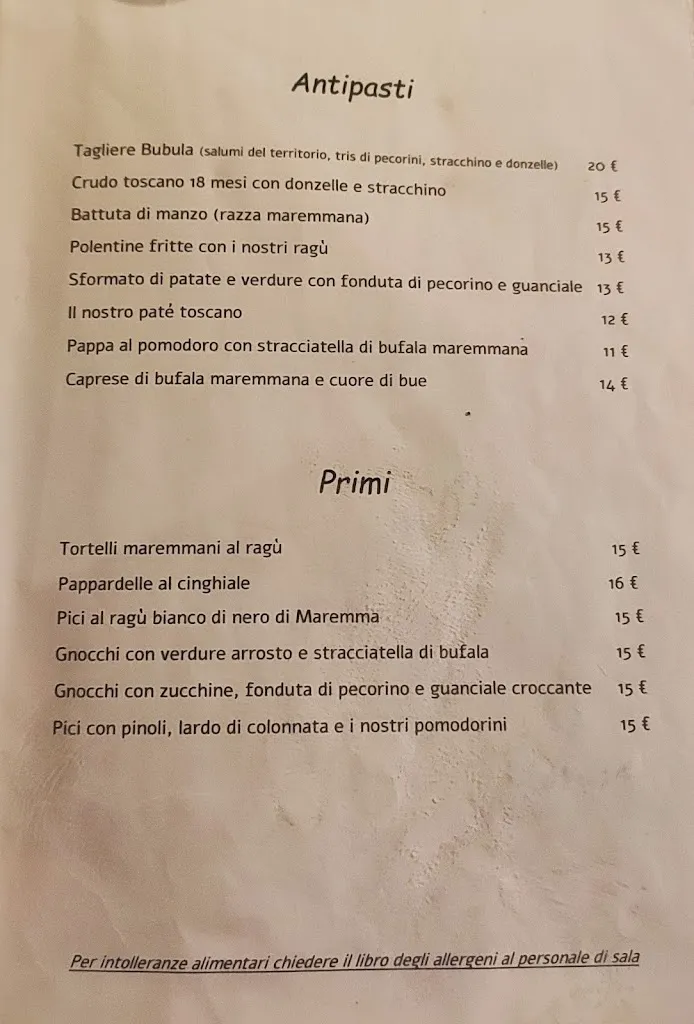 Antipasti
Tagliere Bubula (salumi del territorio, tris di pecorini, stracchino e donzelle) 20 €
Crudo toscano 18 mesi con donzelle e stracchino 15 €
Battuta di manzo (razza maremmana) 15 €
Polentine fritte con i nostri ragù 13 €
Sformato di patate e verdure con fonduta di pecorino e guanciale 13 €
Il nostro paté toscano 12 €
Pappa al pomodoro con stracciatella di bufala maremmana 11 €
Caprese di bufala maremmana e cuore di bue 14 €
Primi
Tortelli maremmani al ragù 15 €
Pappardelle al cinghiale 16 €
Pici al ragù bianco di nero di Maremma 15 €
Gnocchi con verdure arrosto e stracciatella di bufala 15 €
Gnocchi con zucchine, fonduta di pecorino e guanciale croccante 15 €
Pici con pinoli, lardo di colonnata e i nostri pomodorini 15 €
Per intolleranze alimentari chiedere il libro degli allergeni al personale di sala